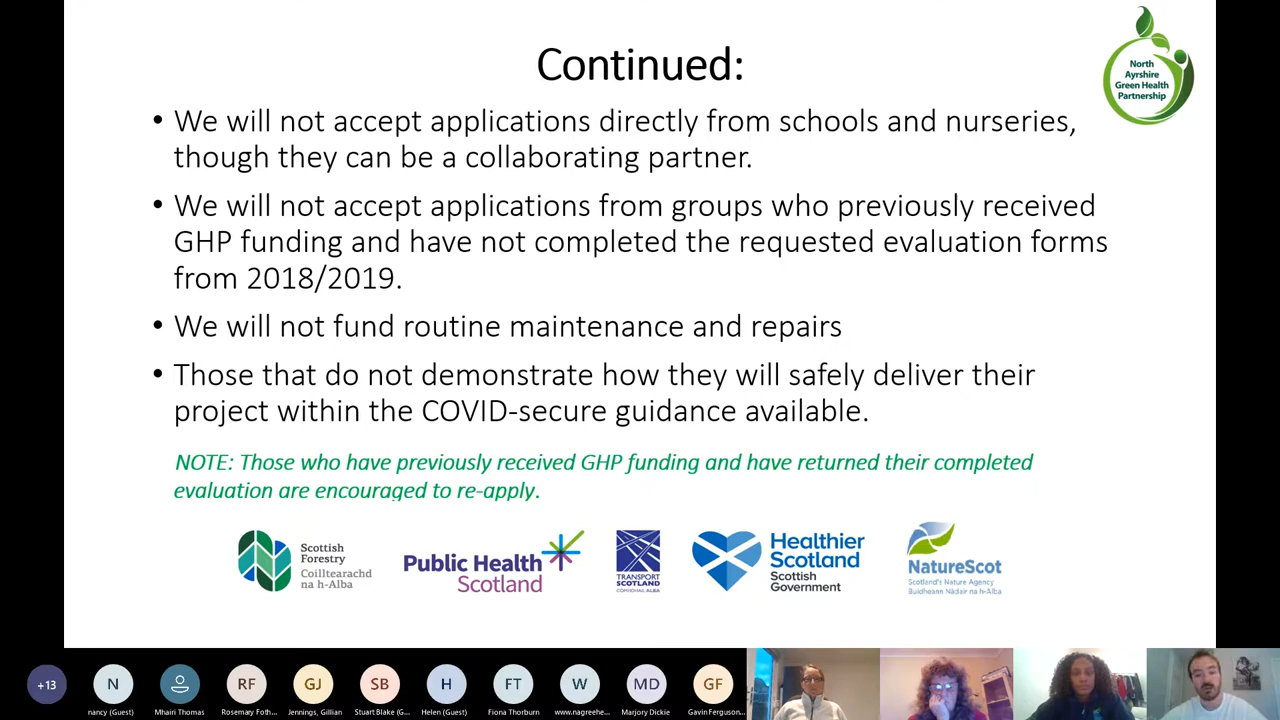 Continued:
North
Ayrshire
Green Health
Partnership
• We will not accept applications directly from schools and nurseries,
though they can be a collaborating partner.
• We will not accept applications from groups who previously received
GHP funding and have not completed the requested evaluation forms
from 2018/2019.
• We will not fund routine maintenance and repairs
• Those that do not demonstrate how they will safely deliver their
project within the COVID-secure guidance available.
NOTE: Those who have previously received GHP funding and have returned their completed
evaluation are encouraged to re-apply.
Scottish
Forestry
Coilltearachd
na h-Alba
Public Health
Scotland
TRANSPORT
SCOTLAND
CÒMHDHAIL ALBA
Healthier
Scotland
Scottish
Government
NatureScot
Scotland's Nature Agency
Buidheann Nàdair na h-Alba
+13
N
RF
GJ
SB
H
FT
W
MD
GF
nancy (Guest)
Mhairi Thomas
Rosemary Foth...
Jennings, Gillian
Stuart Blake (G...
Helen (Guest)
Fiona Thorburn
www.nagreehe...
Marjory Dickie
Gavin Ferguson...